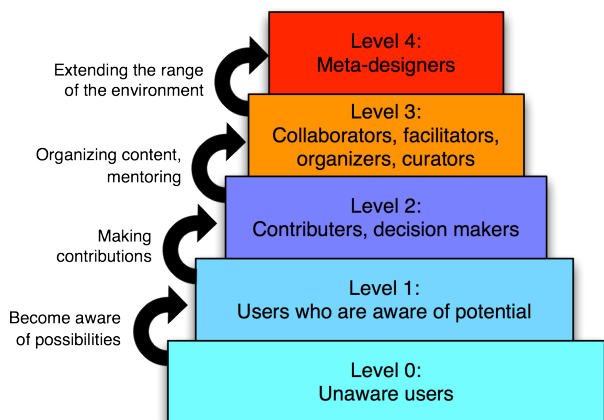 Level 4:
Meta-designers
Extending the range
of the environment
Level 3:
Collaborators, facilitators,
organizers, curators
Organizing content,
mentoring
Level 2:
Contributers, decision makers
Making
contributions
Level 1:
Users who are aware of potential
Become aware
of possibilities
Level 0:
Unaware users